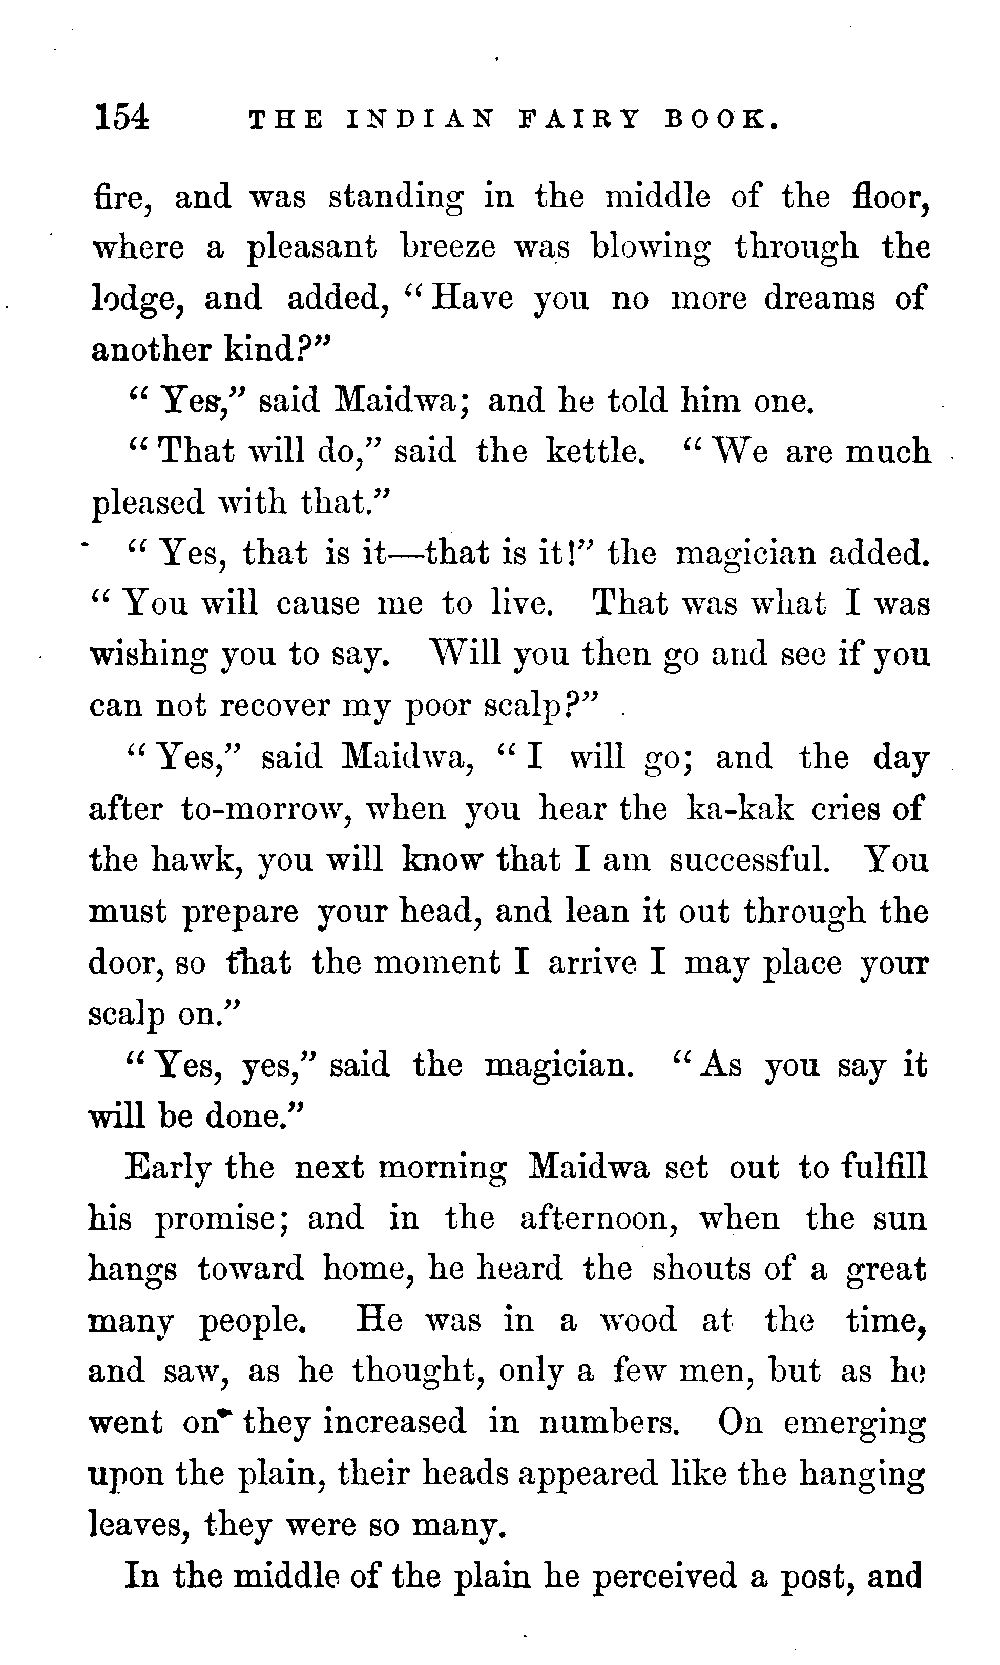 154 THE INDIAN FAIRY BOOK.
fire, and was standing in the middle of the floor,
where a pleasant breeze was blowing through the
lodge, and added, “Have you no more dreams of
another kind?”
“Yes,” said Maidwa; and he told him one.
“That will do,” said the kettle. “We are much
pleased with that.”
“Yes, that is it—that is it!” the magician added.
“You will cause me to live. That was what I was
wishing you to say. Will you then go and see if you
can not recover my poor scalp?”
“Yes,” said Maidwa, “I will go; and the day
after to-morrow, when you hear the ka-kak cries of
the hawk, you will know that I am successful. You
must prepare your head, and lean it out through the
door, so that the moment I arrive I may place your
scalp on.”
“Yes, yes,” said the magician. “As you say it
will be done.”
Early the next morning Maidwa set out to fulfill
his promise; and in the afternoon, when the sun
hangs toward home, he heard the shouts of a great
many people. He was in a wood at the time,
and saw, as he thought, only a few men, but as he
went on they increased in numbers. On emerging
upon the plain, their heads appeared like the hanging
leaves, they were so many.
In the middle of the plain he perceived a post, and